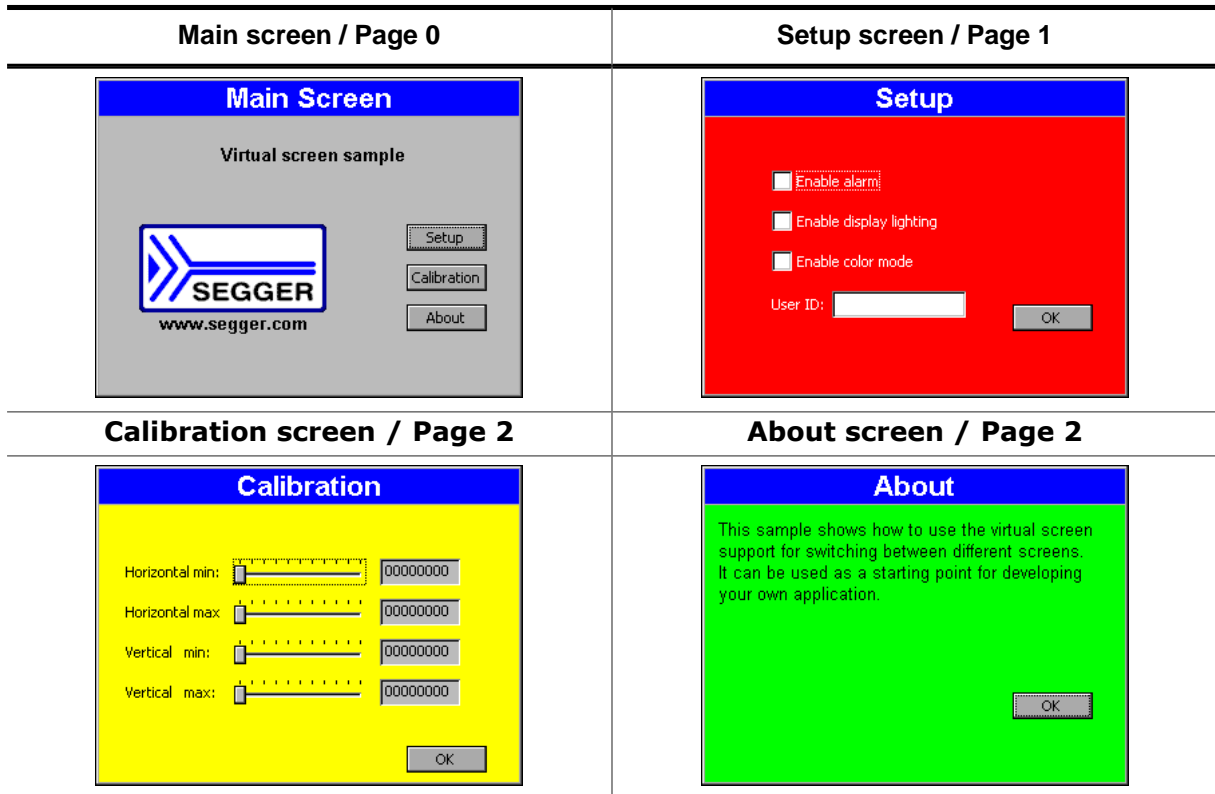 Main screen / Page 0
Setup screen / Page 1
Main Screen
Virtual screen sample
SEGGER
www.segger.com
Setup
Calibration
About
Setup
Enable alarm
Enable display lighting
Enable color mode
User ID:
OK
Calibration screen / Page 2
About screen / Page 2
Calibration
Horizontal min: 00000000
Horizontal max 00000000
Vertical min: 00000000
Vertical max: 00000000
OK
About
This sample shows how to use the virtual screen
support for switching between different screens.
It can be used as a starting point for developing
your own application.
OK